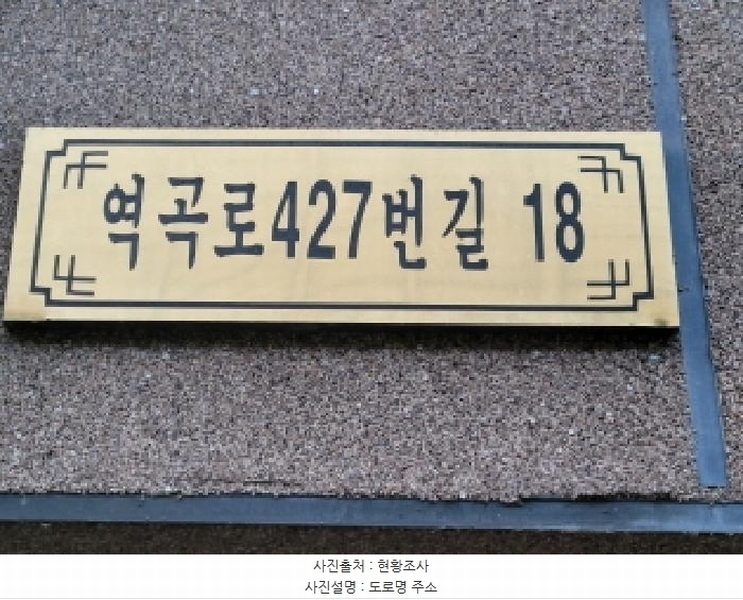 역곡로427번길 18
사진출처 : 현황조사
사진설명 : 도로명 주소